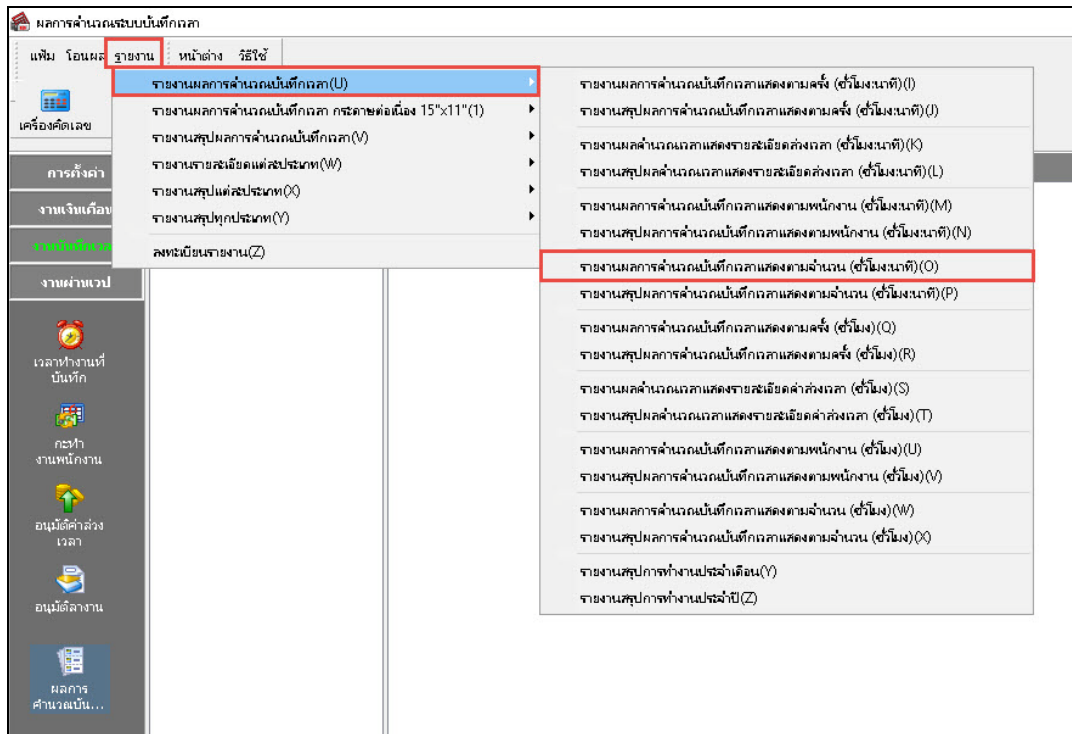 ผลการคำนวณระบบบันทึกเวลา
แฟ้ม โอนผล รายงาน หน้าต่าง วิธีใช้
เครื่องคิดเลข
รายงานผลการคำนวณบันทึกเวลา(U)
รายงานผลการคำนวณบันทึกเวลา กระดาษต่อเนื่อง 15"x11"(1)
รายงานสรุปผลการคำนวณบันทึกเวลา(V)
รายงานรายละเอียดแต่ละประเภท(W)
รายงานสรุปแต่ละประเภท(X)
รายงานสรุปทุกประเภท(Y)
ลงทะเบียนรายงาน(Z)
รายงานผลการคำนวณบันทึกเวลาแสดงตามครั้ง (ชั่วโมง:นาที)(I)
รายงานสรุปผลการคำนวณบันทึกเวลาแสดงตามครั้ง (ชั่วโมง:นาที)(J)
รายงานผลคำนวณเวลาแสดงรายละเอียดล่วงเวลา (ชั่วโมง:นาที)(K)
รายงานสรุปผลคำนวณเวลาแสดงรายละเอียดล่วงเวลา (ชั่วโมง:นาที)(L)
รายงานผลการคำนวณบันทึกเวลาแสดงตามพนักงาน (ชั่วโมง:นาที)(M)
รายงานสรุปผลการคำนวณบันทึกเวลาแสดงตามพนักงาน (ชั่วโมง:นาที)(N)
รายงานผลการคำนวณบันทึกเวลาแสดงตามจำนวน (ชั่วโมง:นาที)(O)
รายงานสรุปผลการคำนวณบันทึกเวลาแสดงตามจำนวน (ชั่วโมง:นาที)(P)
รายงานผลการคำนวณบันทึกเวลาแสดงตามครั้ง (ชั่วโมง)(Q)
รายงานสรุปผลการคำนวณบันทึกเวลาแสดงตามครั้ง (ชั่วโมง)(R)
รายงานผลคำนวณเวลาแสดงรายละเอียดค่าล่วงเวลา (ชั่วโมง)(S)
รายงานสรุปผลคำนวณเวลาแสดงรายละเอียดค่าล่วงเวลา (ชั่วโมง)(T)
รายงานผลการคำนวณบันทึกเวลาแสดงตามพนักงาน (ชั่วโมง)(U)
รายงานสรุปผลการคำนวณบันทึกเวลาแสดงตามพนักงาน (ชั่วโมง)(V)
รายงานผลการคำนวณบันทึกเวลาแสดงตามจำนวน (ชั่วโมง)(W)
รายงานสรุปผลการคำนวณบันทึกเวลาแสดงตามจำนวน (ชั่วโมง)(X)
รายงานสรุปการทำงานประจำเดือน(Y)
รายงานสรุปการทำงานประจำปี(Z)
การตั้งค่า
งานเงินเดือน
งานบันทึกเวล
งานผ่านเวป
เวลาทำงานที่
บันทึก
กะทำ
งานพนักงาน
อนุมัติค่าล่วง
เวลา
อนุมัติลางาน
ผลการ
คำนวณบัน...